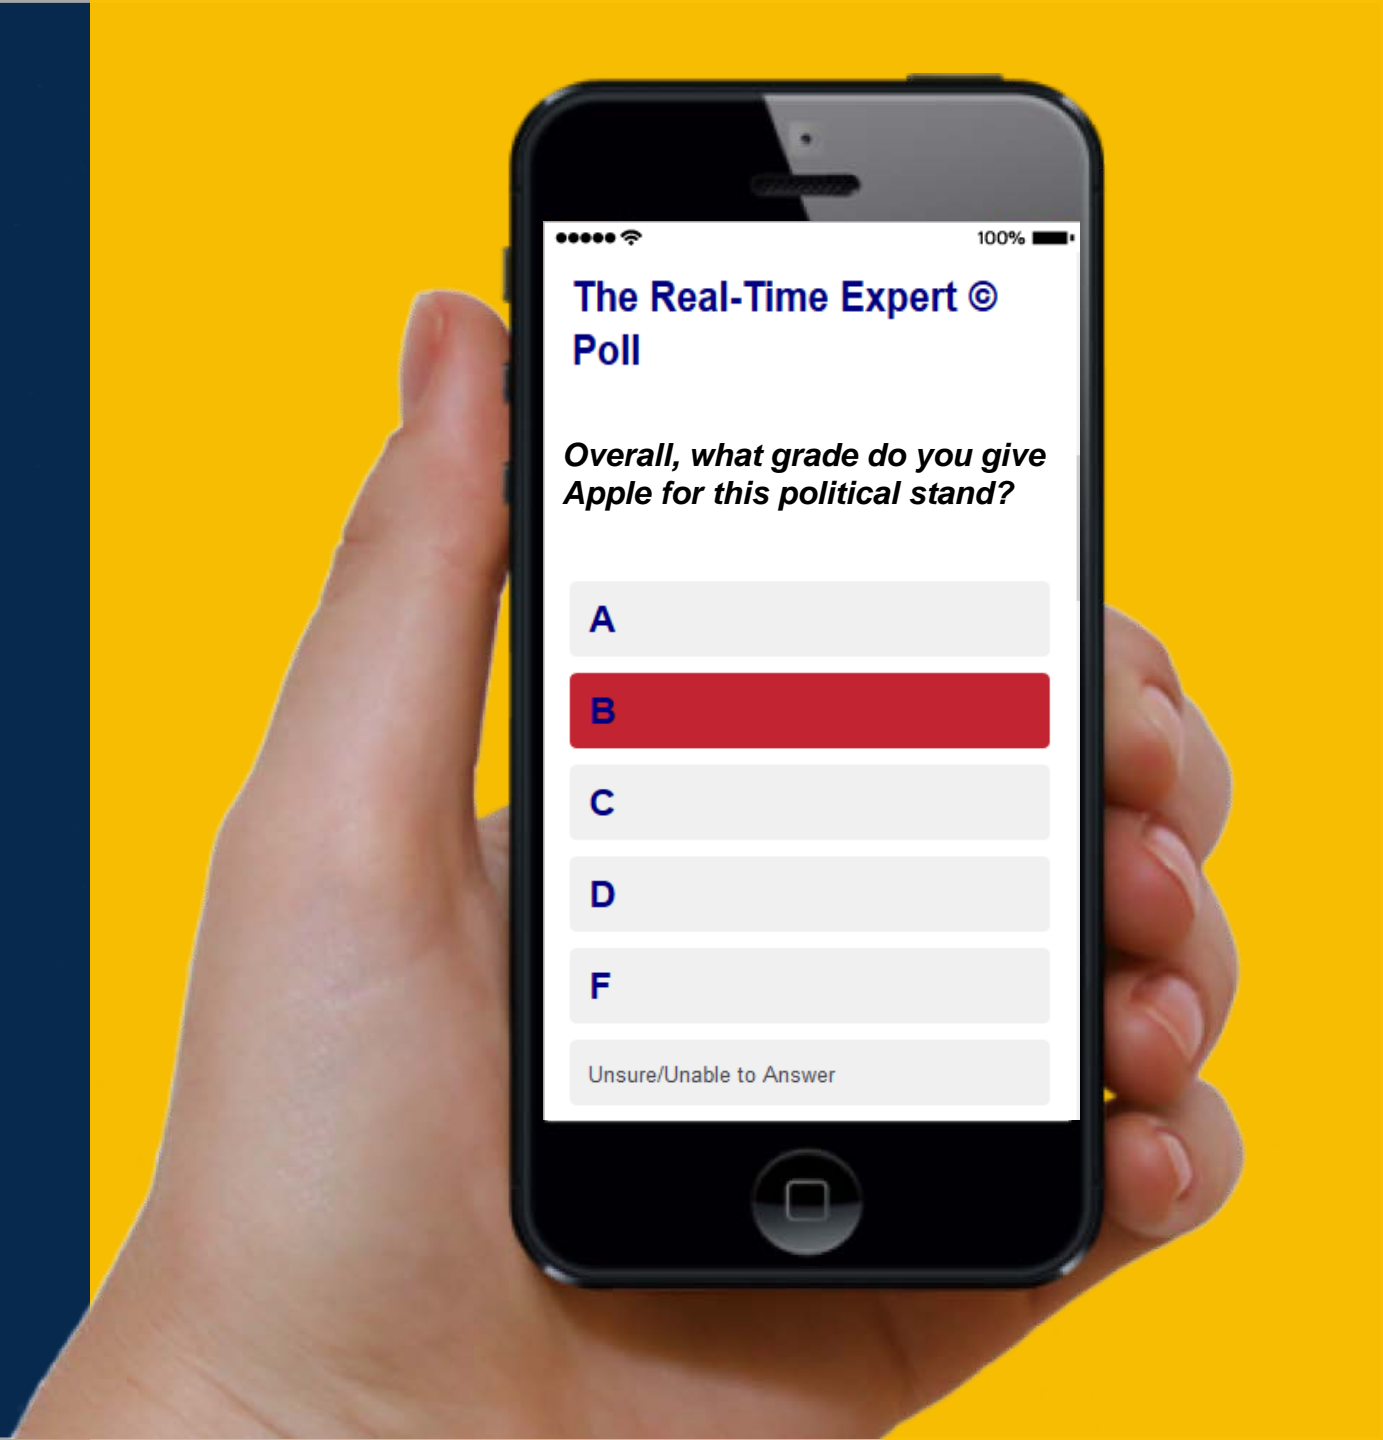 100%
The Real-Time Expert ©
Poll
Overall, what grade do you give
Apple for this political stand?
A
B
C
D
F
Unsure/Unable to Answer